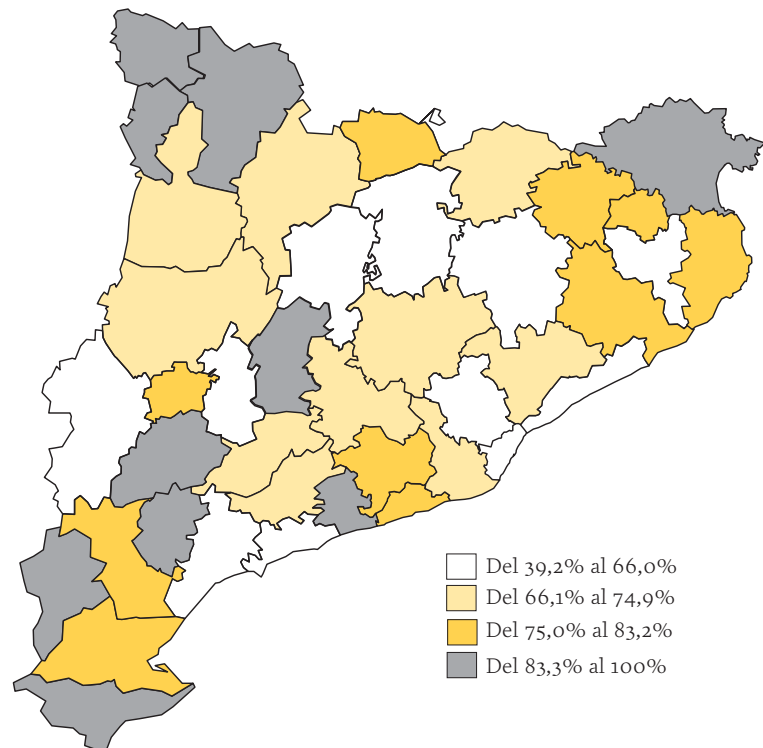 Del 39,2% al 66,0%
Del 66,1% al 74,9%
Del 75,0% al 83,2%
Del 83,3% al 100%